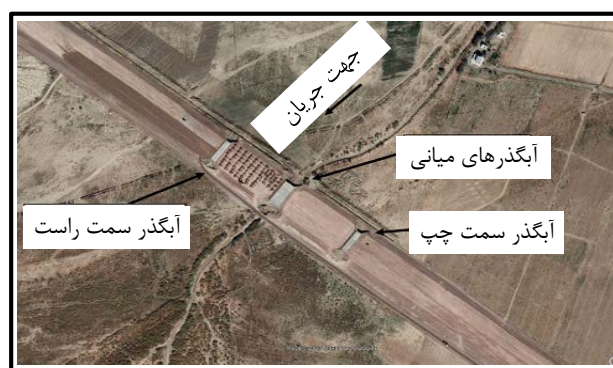 جهت جریان
آبگذرهای میانی
آبگذر سمت راست
آبگذر سمت چپ